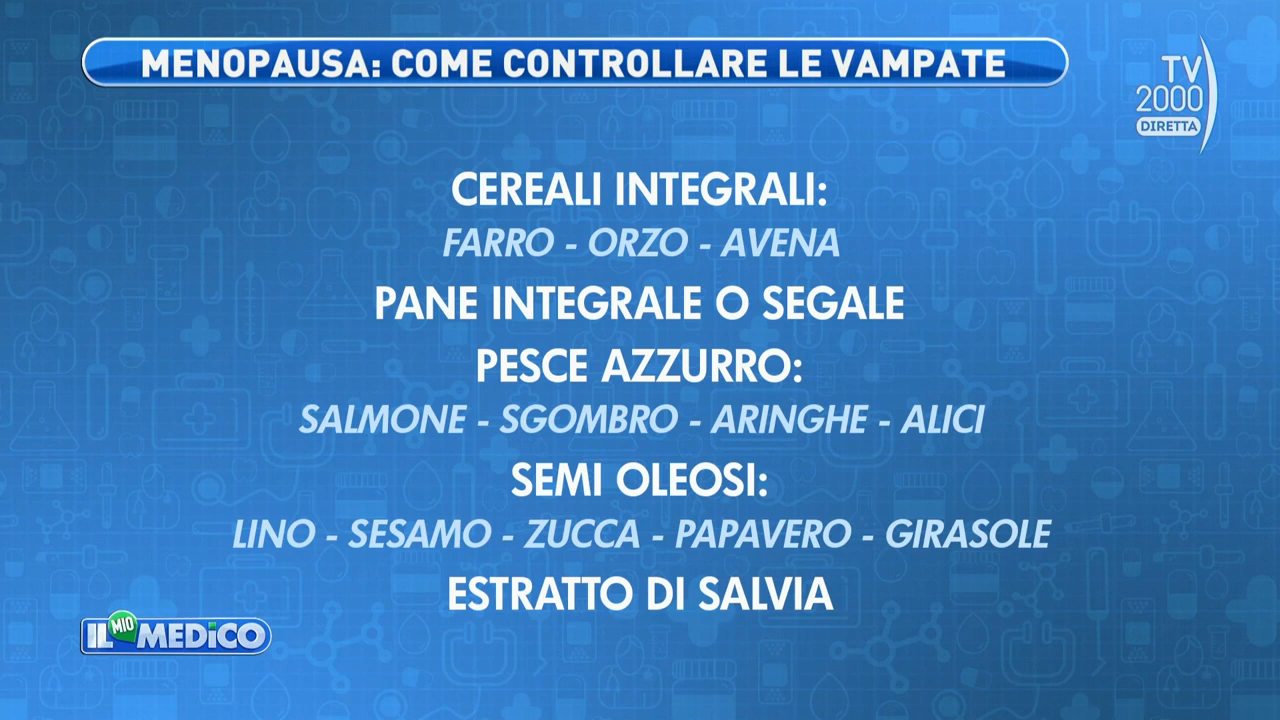 MENOPAUSA: COME CONTROLLARE LE VAMPATE
TV
2000
DIRETTA
CEREALI INTEGRALI:
FARRO - ORZO - AVENA
PANE INTEGRALE O SEGALE
PESCE AZZURRO:
SALMONE - SGOMBRO - ARINGHE - ALICI
SEMI OLEOSI:
LINO - SESAMO - ZUCCA - PAPAVERO - GIRASOLE
ESTRATTO DI SALVIA
IL MIO MEDICO